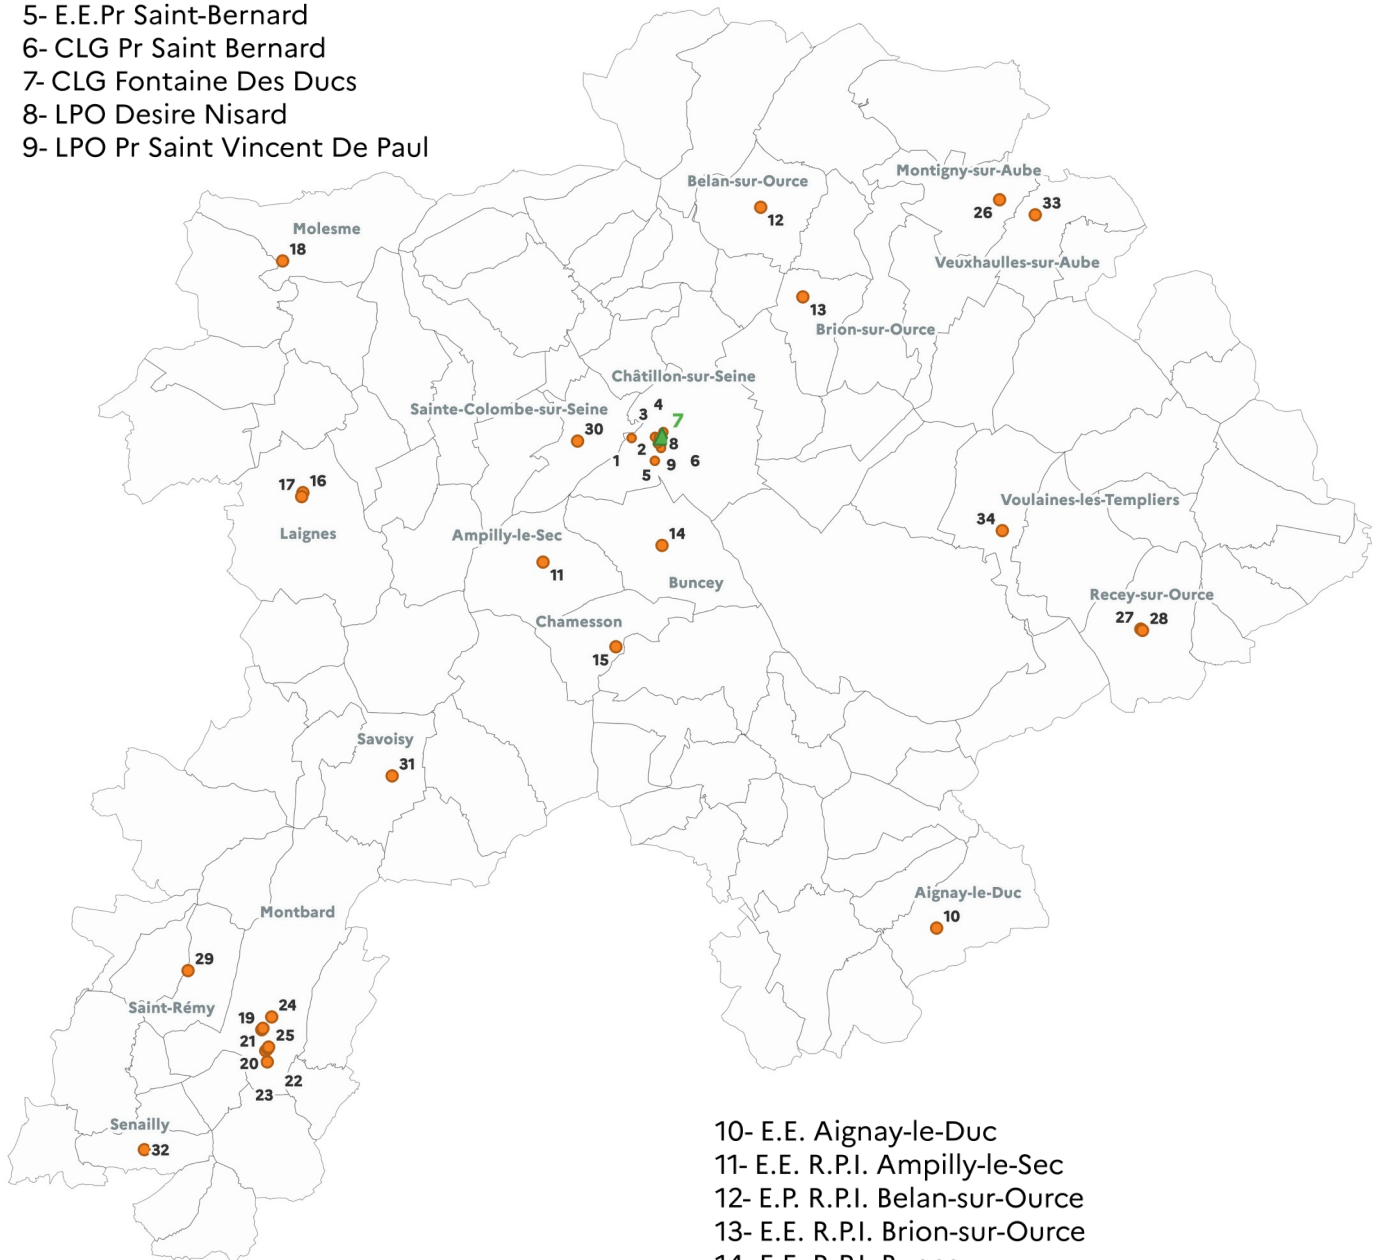 5- E.E.Pr Saint-Bernard
6- CLG Pr Saint Bernard
7- CLG Fontaine Des Ducs
8- LPO Desire Nisard
9- LPO Pr Saint Vincent De Paul
Montigny-sur-Aube
Belan-sur-Ource
26
33
12
Molesme
18
Veuxhaulles-sur-Aube
13
Brion-sur-Ource
Châtillon-sur-Seine
Sainte-Colombe-sur-Seine
30
3
4
7
1
2
8
5
9
6
17
16
Laignes
Voulaines-les-Templiers
34
Ampilly-le-Sec
11
14
Buncey
Recey-sur-Ource
27
28
Chamesson
15
Savoisy
31
Aignay-le-Duc
10
Montbard
29
Saint-Rémy
24
19
21
25
20
22
23
Senailly
32
10- E.E. Aignay-le-Duc
11- E.E. R.P.I. Ampilly-le-Sec
12- E.P. R.P.I. Belan-sur-Ource
13- E.E. R.P.I. Brion-sur-Ource